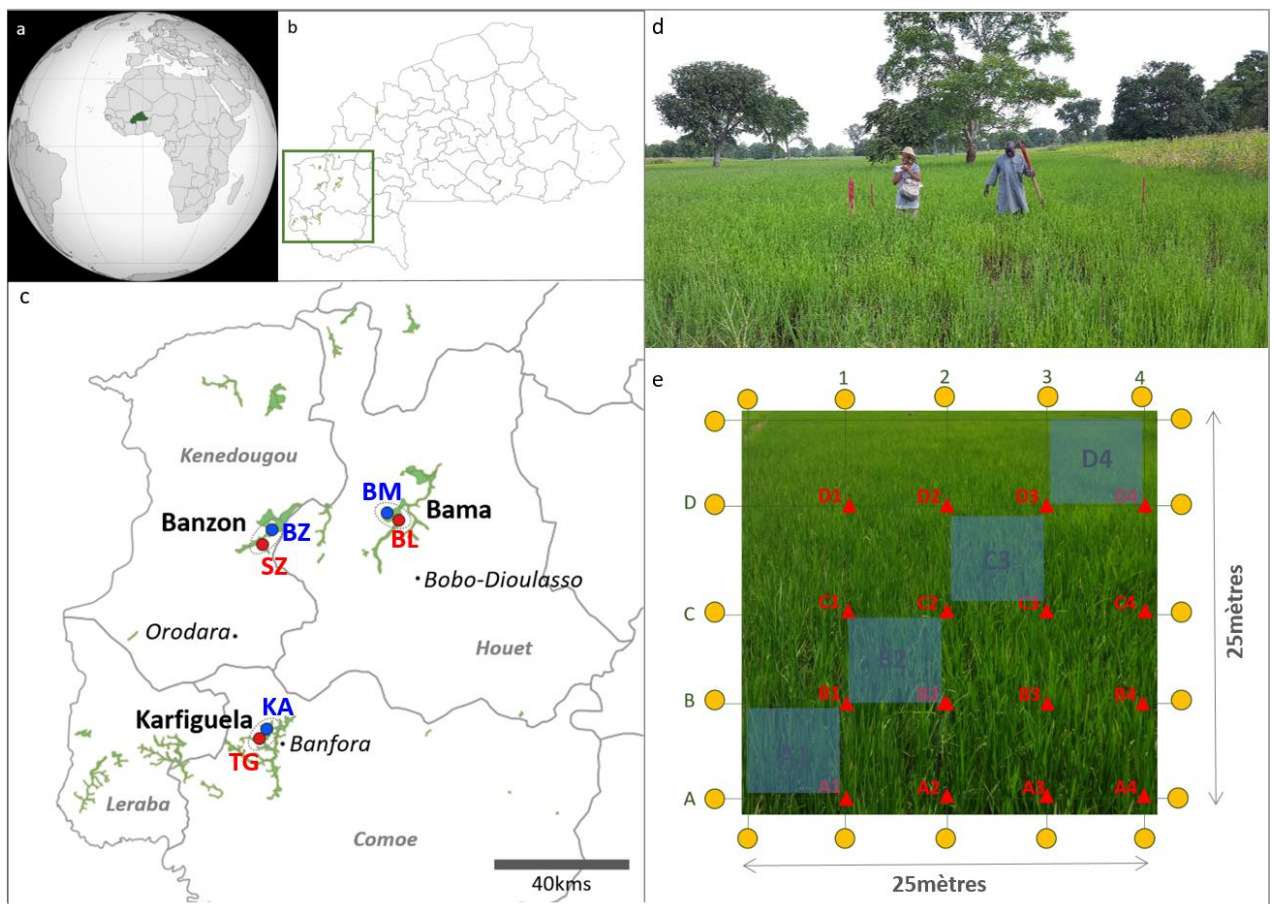 a
b
c
Kenedougou
BM
Bama
Banzon
BZ
BL
SZ
Bobo-Dioulasso
Orodara
Houet
KA
Karfiguela
Banfora
TG
Leraba
Comoe
40kms
d
e
1 2 3 4
D4
D D1 D2 D3 D4
C3
C C1 C2 C3 C4
B2
B B1 B2 B3 B4
A1
A A1 A2 A3 A4
25mètres
25mètres